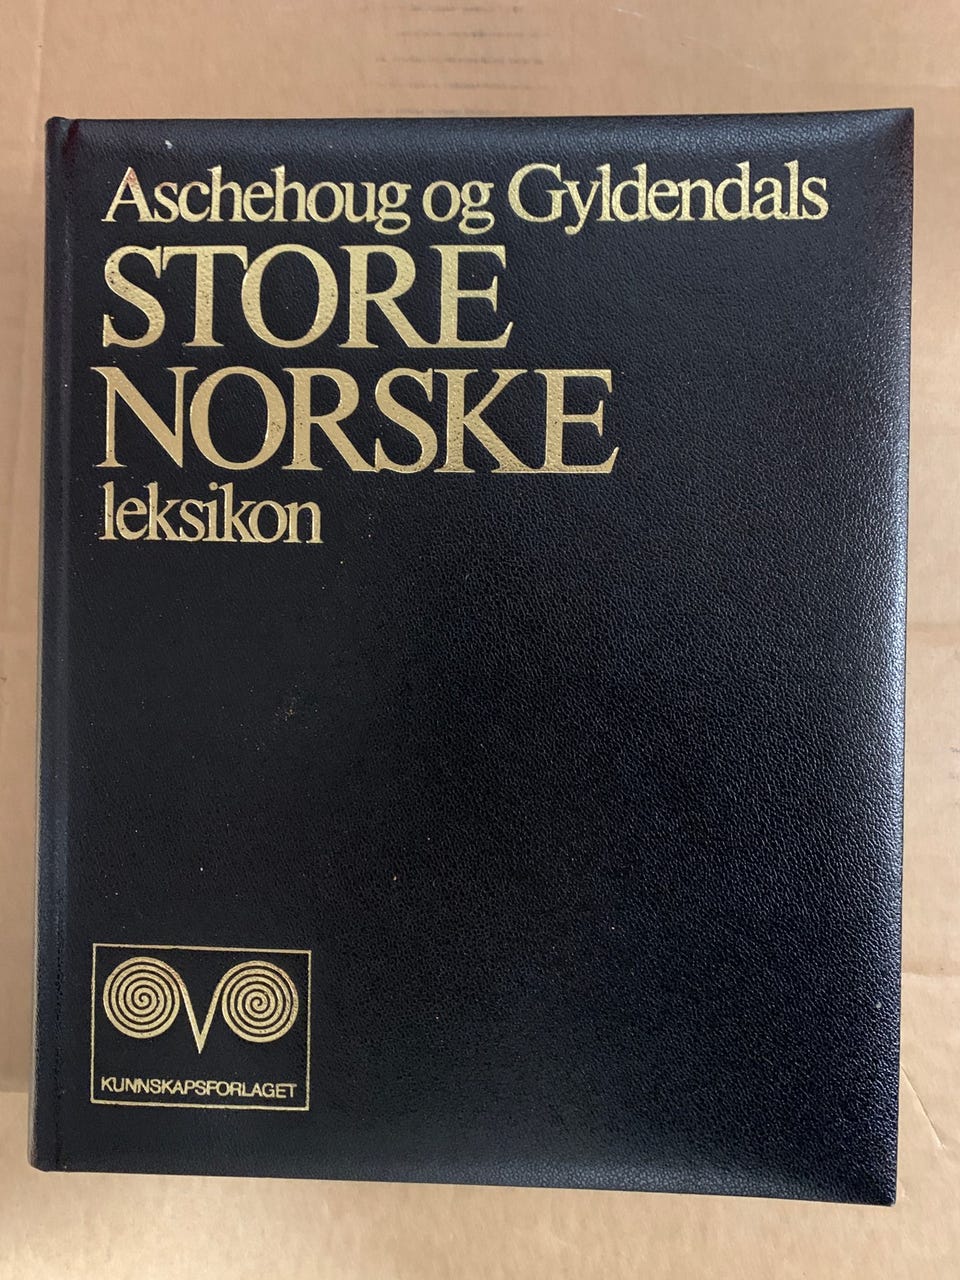 Aschehoug og Gyldendals
STORE
NORSKE
leksikon
KUNNSKAPSFORLAGET